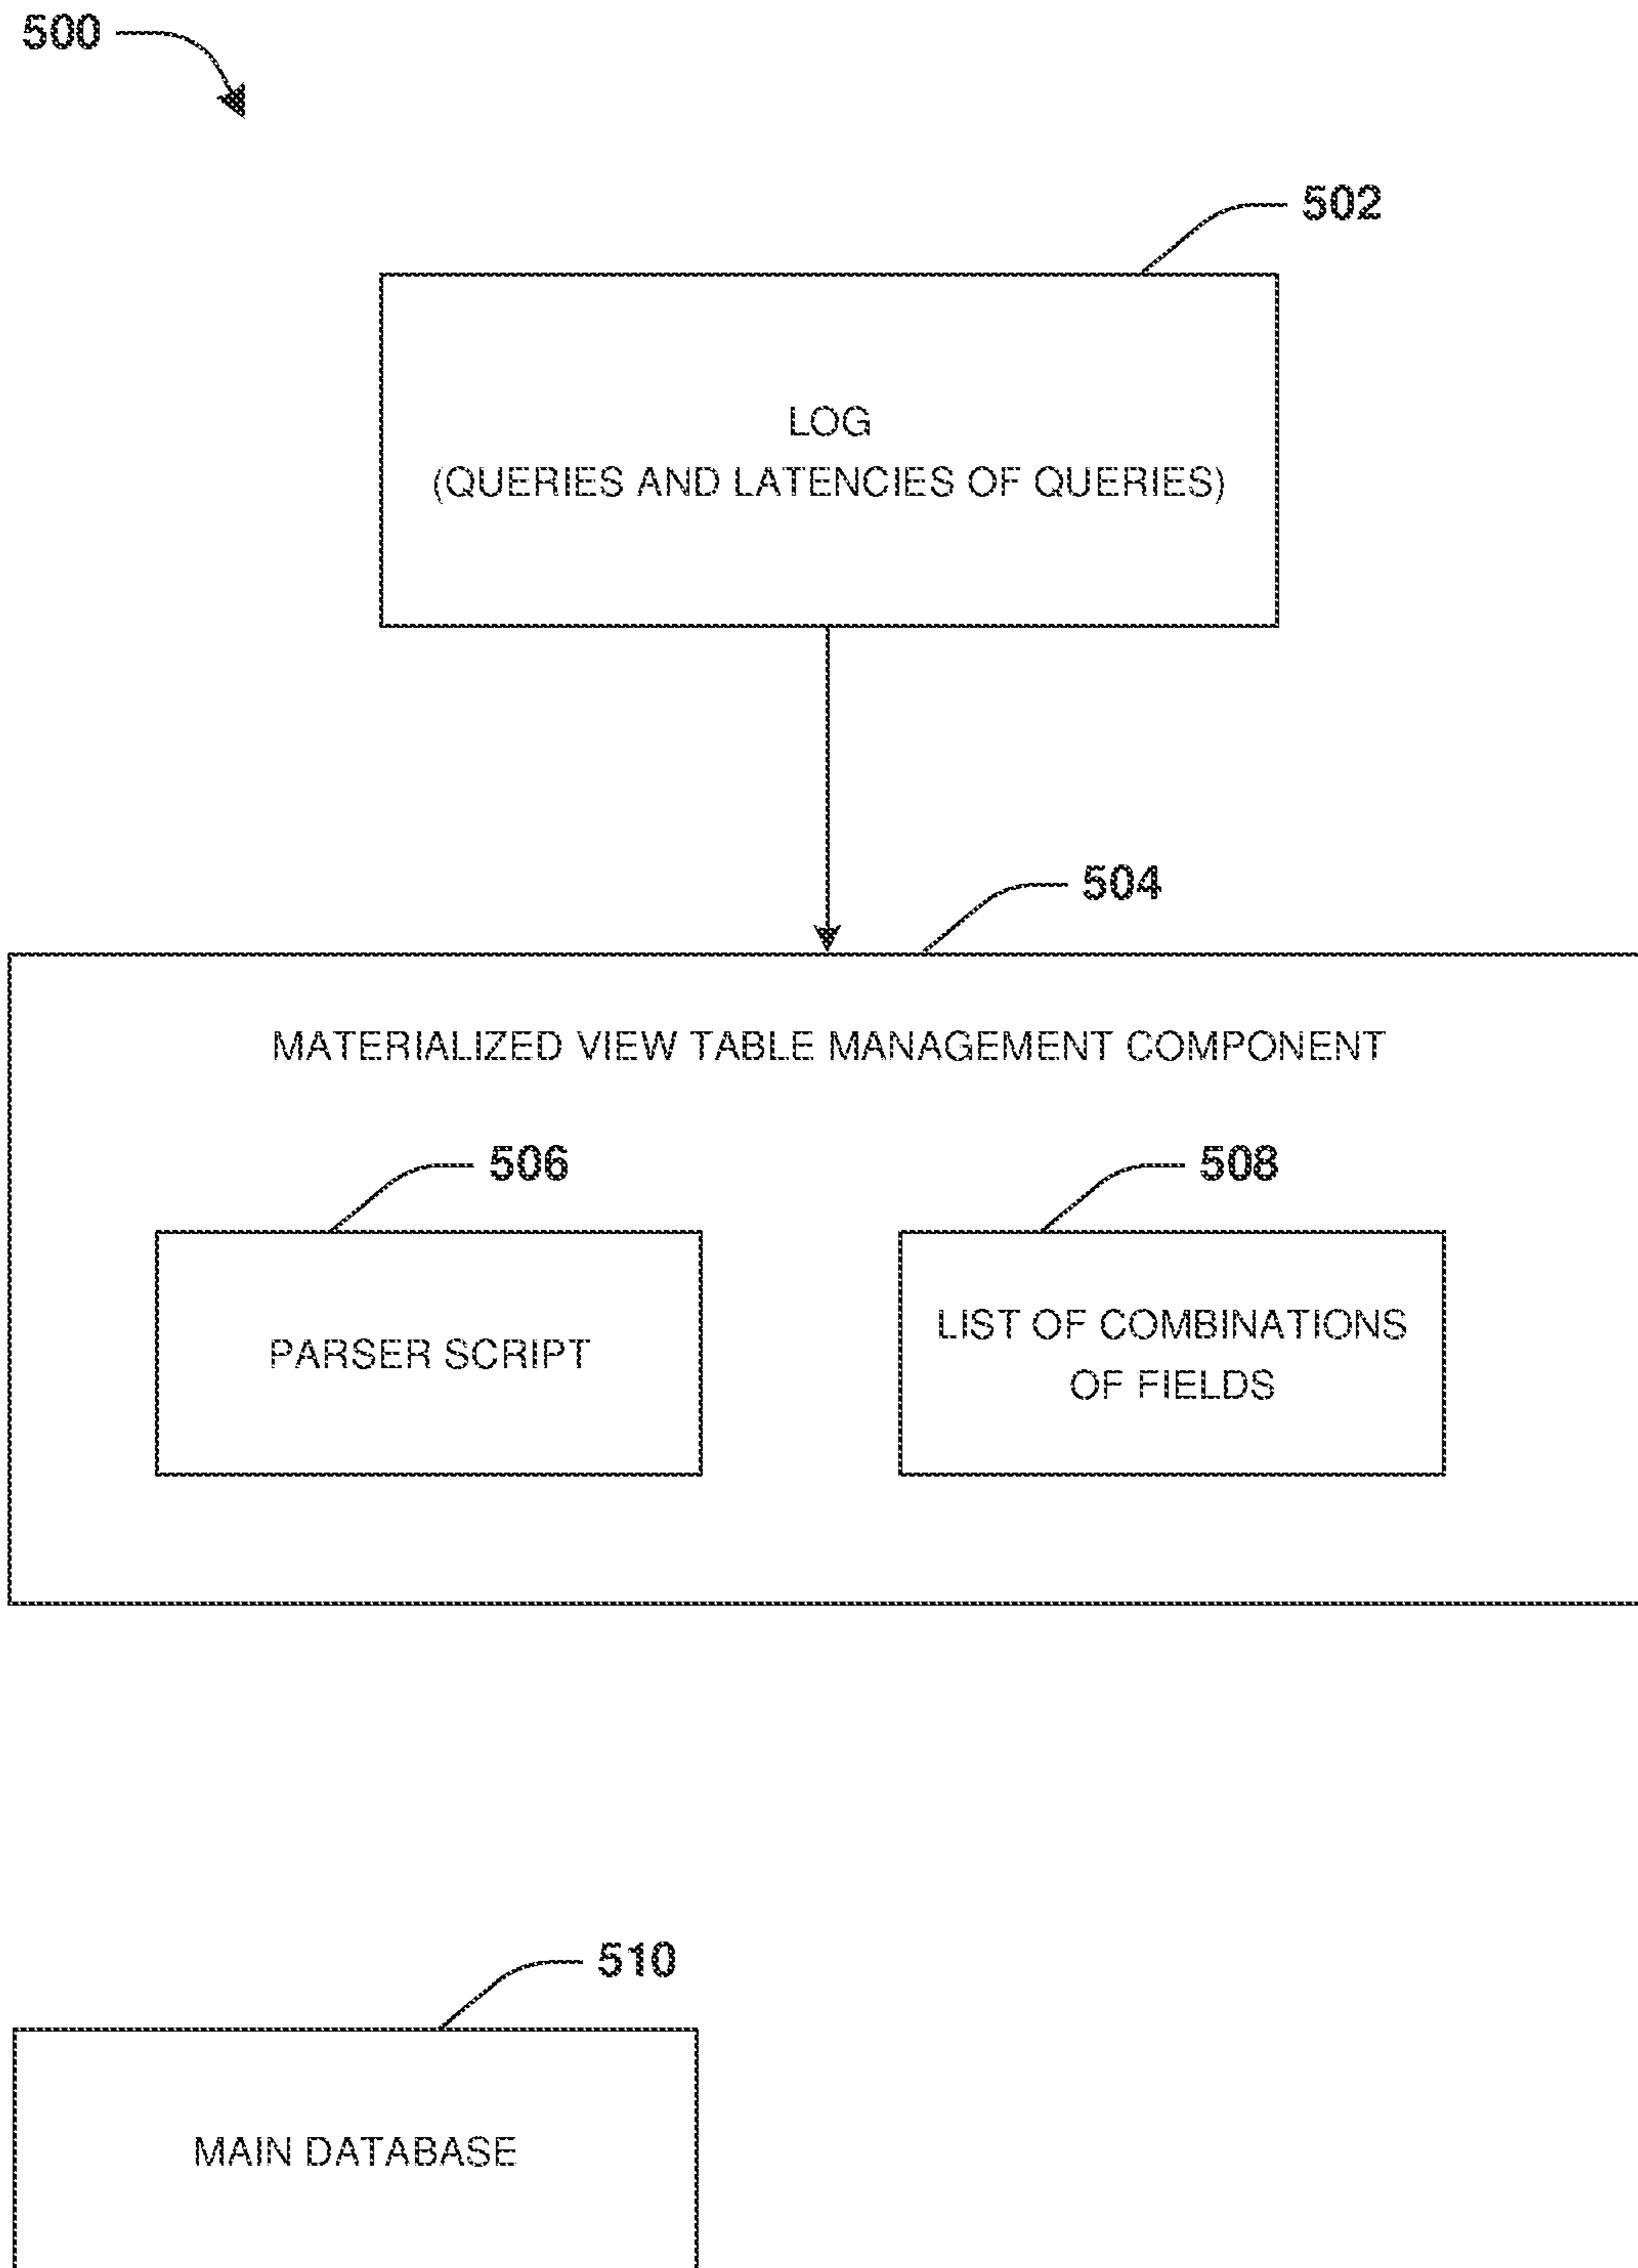 500
502
LOG
(QUERIES AND LATENCIES OF QUERIES)
504
MATERIALIZED VIEW TABLE MANAGEMENT COMPONENT
506
508
PARSER SCRIPT
LIST OF COMBINATIONS
OF FIELDS
510
MAIN DATABASE